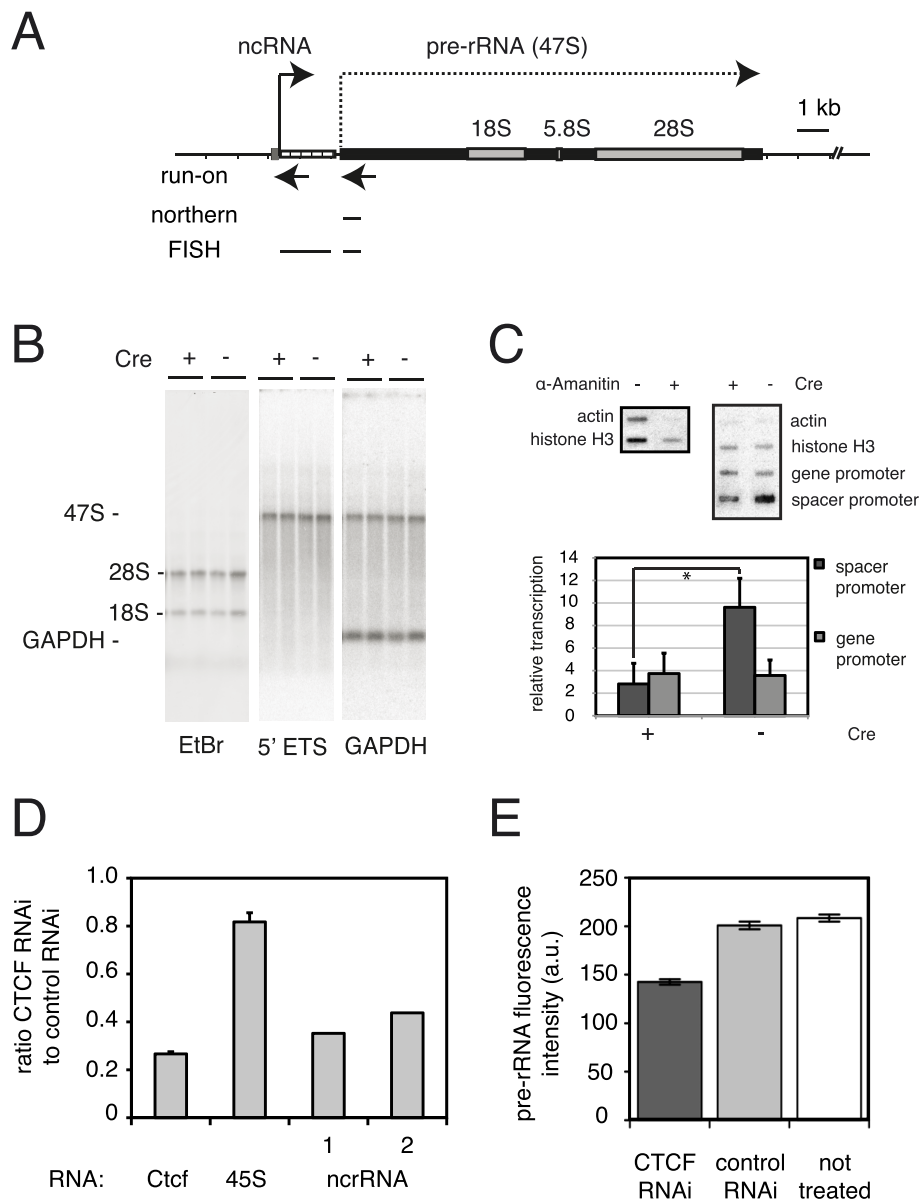 A
ncRNA
pre-rRNA (47S)
1 kb
18S
5.8S
28S
run-on
northern
FISH
B
Cre + - + - + -
47S -
28S -
18S -
GAPDH -
EtBr
5’ ETS
GAPDH
C
α-Amanitin - +
actin
histone H3
+ - Cre
actin
histone H3
gene promoter
spacer promoter
relative transcription
14
12
10
8
6
4
2
0
*
+ - Cre
spacer
promoter
gene
promoter
D
ratio CTCF RNAi
to control RNAi
1.0
0.8
0.6
0.4
0.2
0
1 2
RNA: Ctcf 45S ncrRNA
E
pre-rRNA fluorescence
intensity (a.u.)
250
200
150
100
50
0
CTCF
RNAi
control
RNAi
not
treated